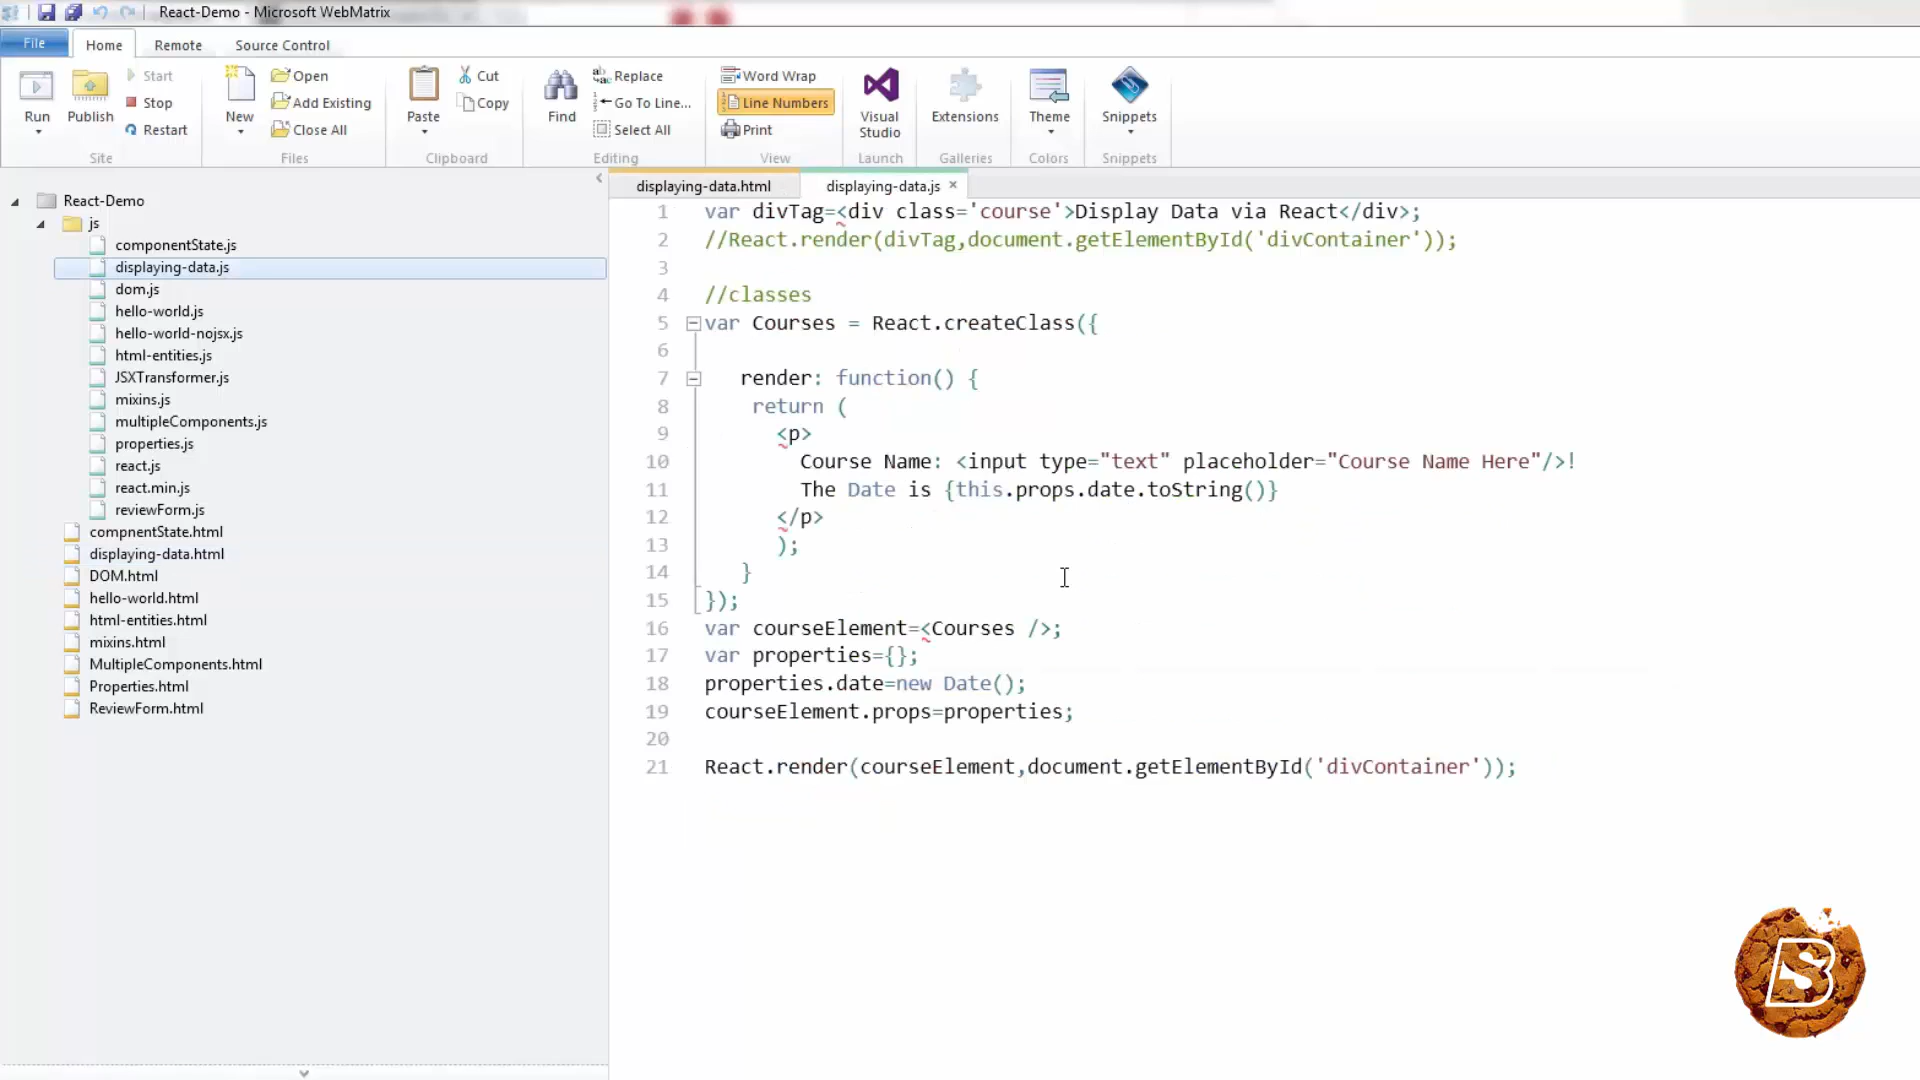 React-Demo - Microsoft WebMatrix
File Home Remote Source Control
Run
Publish
Start
Stop
Restart
Site
New
Open
Add Existing
Close All
Files
Paste
Cut
Copy
Clipboard
Find
Replace
Go To Line...
Select All
Editing
Word Wrap
Line Numbers
Print
View
Visual
Studio
Launch
Extensions
Galleries
Theme
Colors
Snippets
Snippets
React-Demo
js
componentState.js
displaying-data.js
dom.js
hello-world.js
hello-world-nojsx.js
html-entities.js
JSXTransformer.js
mixins.js
multipleComponents.js
properties.js
react.js
react.min.js
reviewForm.js
compnentState.html
displaying-data.html
DOM.html
hello-world.html
html-entities.html
mixins.html
MultipleComponents.html
Properties.html
ReviewForm.html
displaying-data.html displaying-data.js ×
1 var divTag=<div class='course'>Display Data via React</div>;
2 //React.render(divTag,document.getElementById('divContainer'));
3
4 //classes
5 var Courses = React.createClass({
6
7 render: function() {
8 return (
9 <p>
10 Course Name: <input type="text" placeholder="Course Name Here"/>!
11 The Date is {this.props.date.toString()}
12 </p>
13 );
14 }
15 });
16 var courseElement=<Courses />;
17 var properties={};
18 properties.date=new Date();
19 courseElement.props=properties;
20
21 React.render(courseElement,document.getElementById('divContainer'));
BS